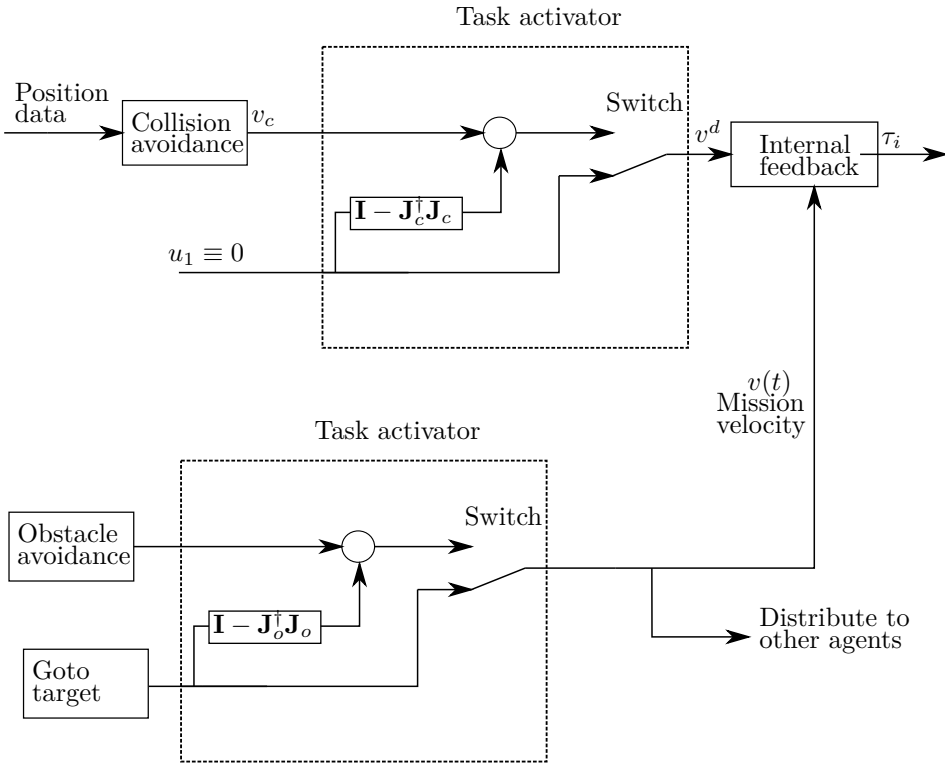 Task activator
Position
data
Collision
avoidance
v_c
Switch
v^d
Internal
feedback
τ_i
I − J_c^†J_c
u_1 ≡ 0
v(t)
Mission
velocity
Task activator
Obstacle
avoidance
Switch
I − J_o^†J_o
Goto
target
Distribute to
other agents